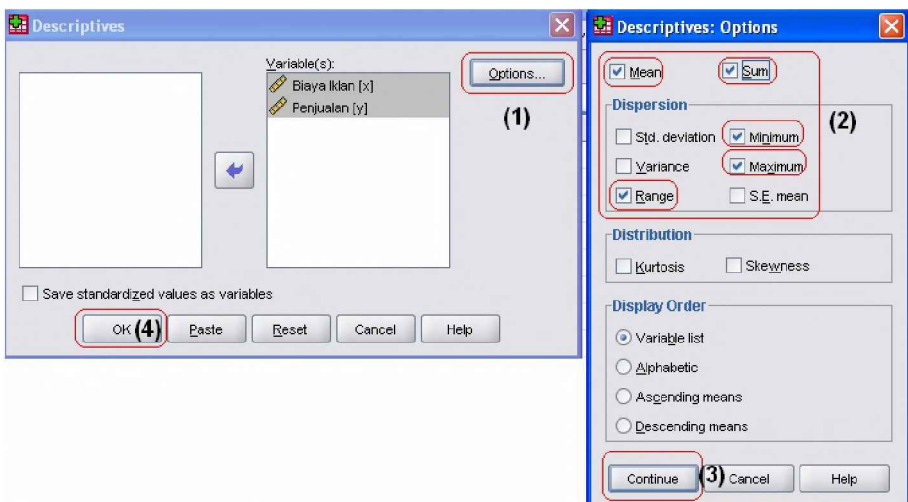 Descriptives
Variable(s):
Biaya Iklan [x]
Penjualan [y]
Options...
(1)
Save standardized values as variables
OK (4) Paste Reset Cancel Help
Descriptives: Options
Mean Sum
Dispersion
(2)
Std. deviation Minimum
Variance Maximum
Range S.E. mean
Distribution
Kurtosis Skewness
Display Order
Variable list
Alphabetic
Ascending means
Descending means
Continue (3) Cancel Help